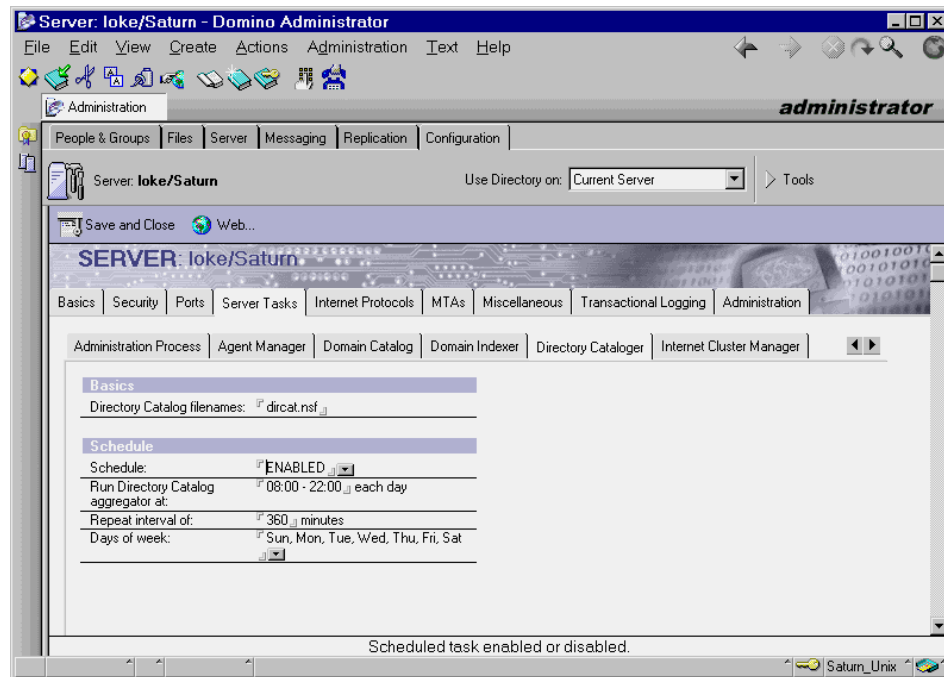 Server: loke/Saturn - Domino Administrator
File Edit View Create Actions Administration Text Help
Administration
administrator
People & Groups Files Server Messaging Replication Configuration
Server: loke/Saturn Use Directory on: Current Server Tools
Save and Close Web...
SERVER: loke/Saturn
Basics Security Ports Server Tasks Internet Protocols MTAs Miscellaneous Transactional Logging Administration
Administration Process Agent Manager Domain Catalog Domain Indexer Directory Cataloger Internet Cluster Manager
Basics
Directory Catalog filenames: dircat.nsf
Schedule
Schedule: ENABLED
Run Directory Catalog aggregator at: 08:00 - 22:00 each day
Repeat interval of: 360 minutes
Days of week: Sun, Mon, Tue, Wed, Thu, Fri, Sat
Scheduled task enabled or disabled.
Saturn_Unix